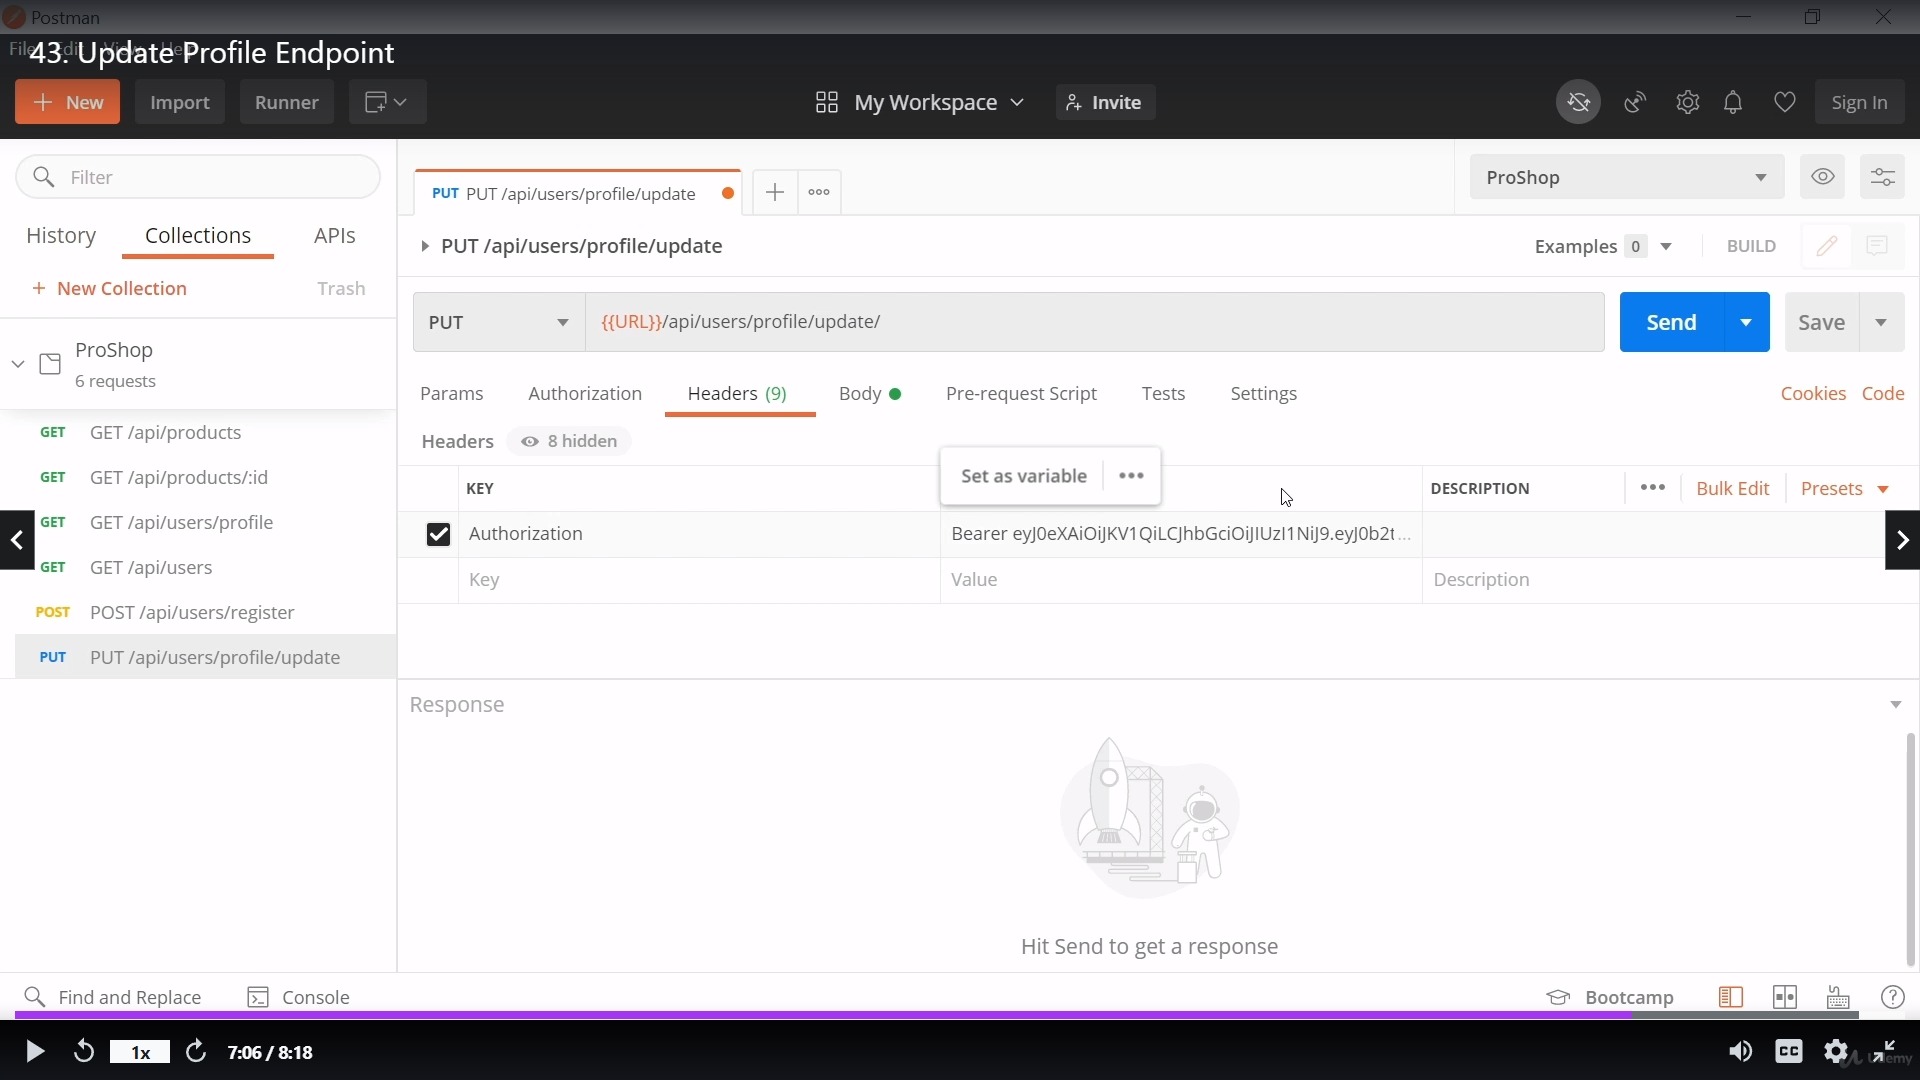 Postman
43. Update Profile Endpoint
New
Import
Runner
My Workspace
Invite
Sign In
Filter
PUT PUT /api/users/profile/update
ProShop
History
Collections
APIs
PUT /api/users/profile/update
Examples 0
BUILD
+ New Collection
Trash
PUT
{{URL}}/api/users/profile/update/
Send
Save
ProShop
6 requests
Params
Authorization
Headers (9)
Body
Pre-request Script
Tests
Settings
Cookies
Code
GET GET /api/products
GET GET /api/products/:id
GET GET /api/users/profile
GET GET /api/users
POST POST /api/users/register
PUT PUT /api/users/profile/update
Headers
8 hidden
Set as variable
KEY
DESCRIPTION
Bulk Edit
Presets
Authorization
Bearer eyJ0eXAiOiJKV1QiLCJhbGciOiJIUzI1NiJ9.eyJ0b2t...
Key
Value
Description
Response
Hit Send to get a response
Find and Replace
Console
Bootcamp
1x
7:06 / 8:18
CC
Udemy